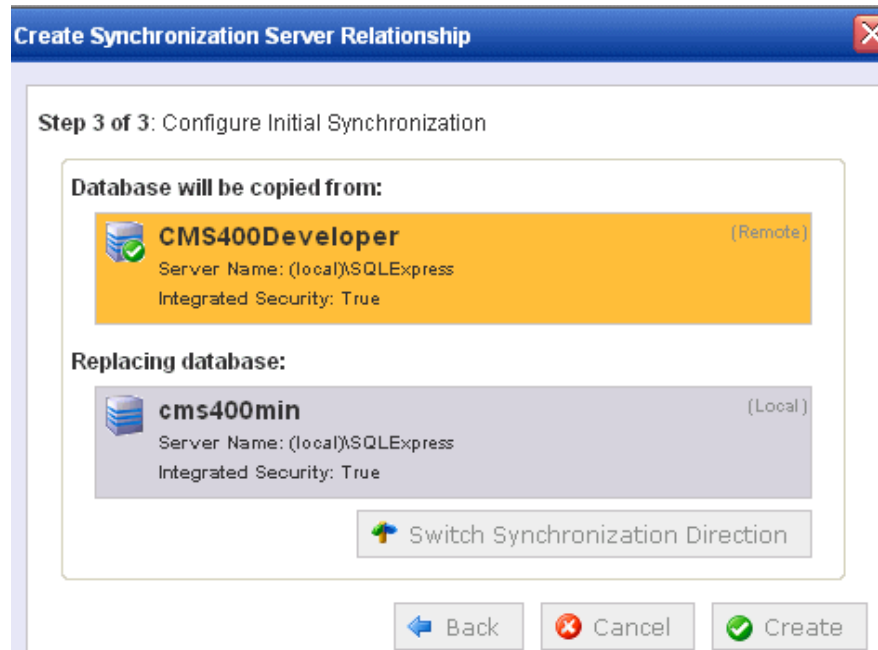 Create Synchronization Server Relationship
Step 3 of 3: Configure Initial Synchronization
Database will be copied from:
CMS400Developer
(Remote)
Server Name: (local)\SQLExpress
Integrated Security: True
Replacing database:
cms400min
(Local)
Server Name: (local)\SQLExpress
Integrated Security: True
Switch Synchronization Direction
Back
Cancel
Create